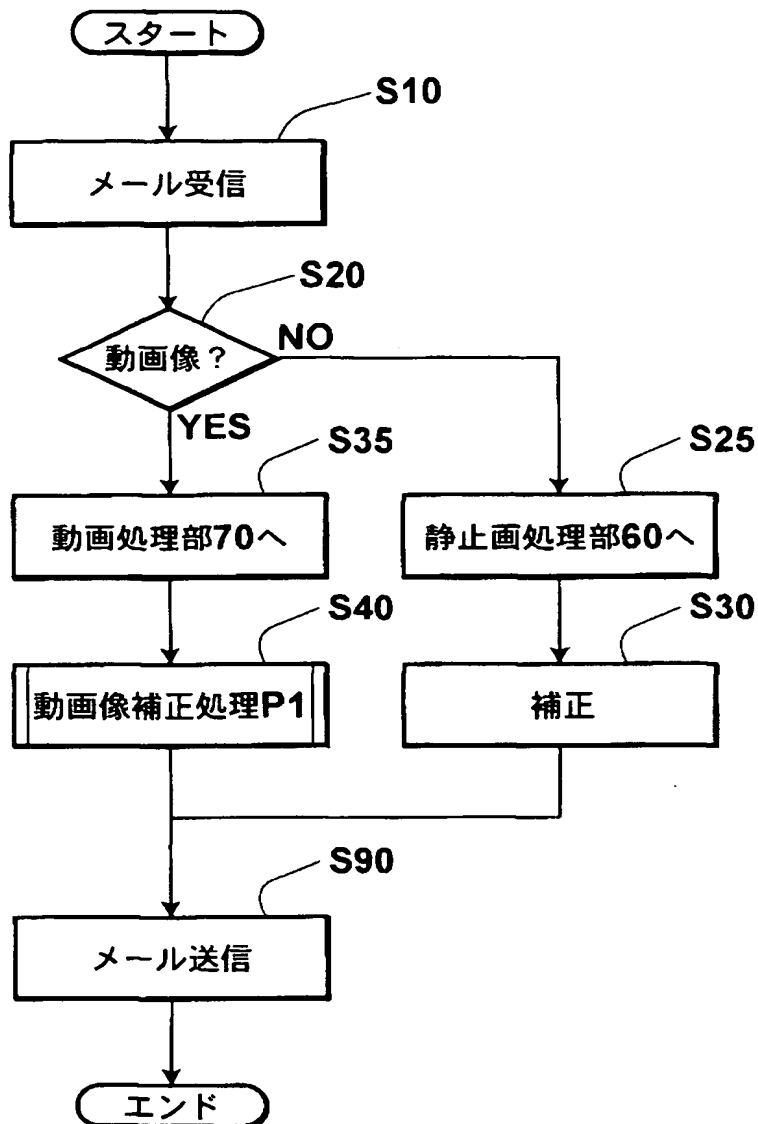 スタート
S10
メール受信
S20
動画像？
NO
YES
S35
S25
動画処理部70へ
静止画処理部60へ
S40
S30
動画像補正処理P1
補正
S90
メール送信
エンド